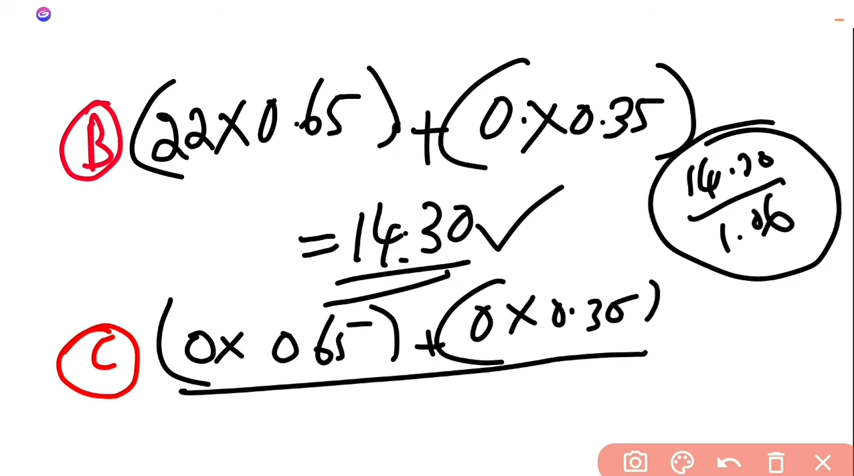 B (22 X 0.65) + (0. X 0.35)
= 14.30 ✓
14.30
1.06
C (0 X 0.65) + (0 X 0.35)